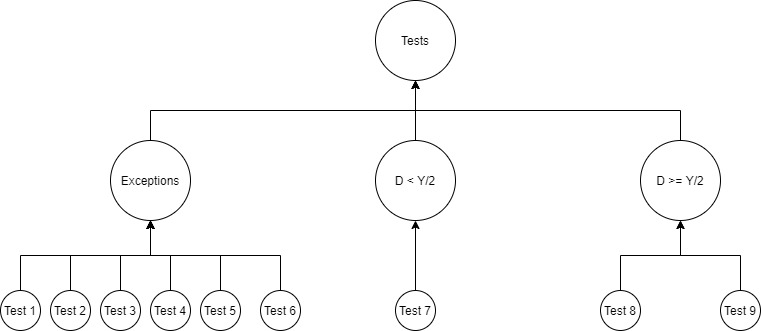 Tests
Exceptions
D < Y/2
D >= Y/2
Test 1
Test 2
Test 3
Test 4
Test 5
Test 6
Test 7
Test 8
Test 9